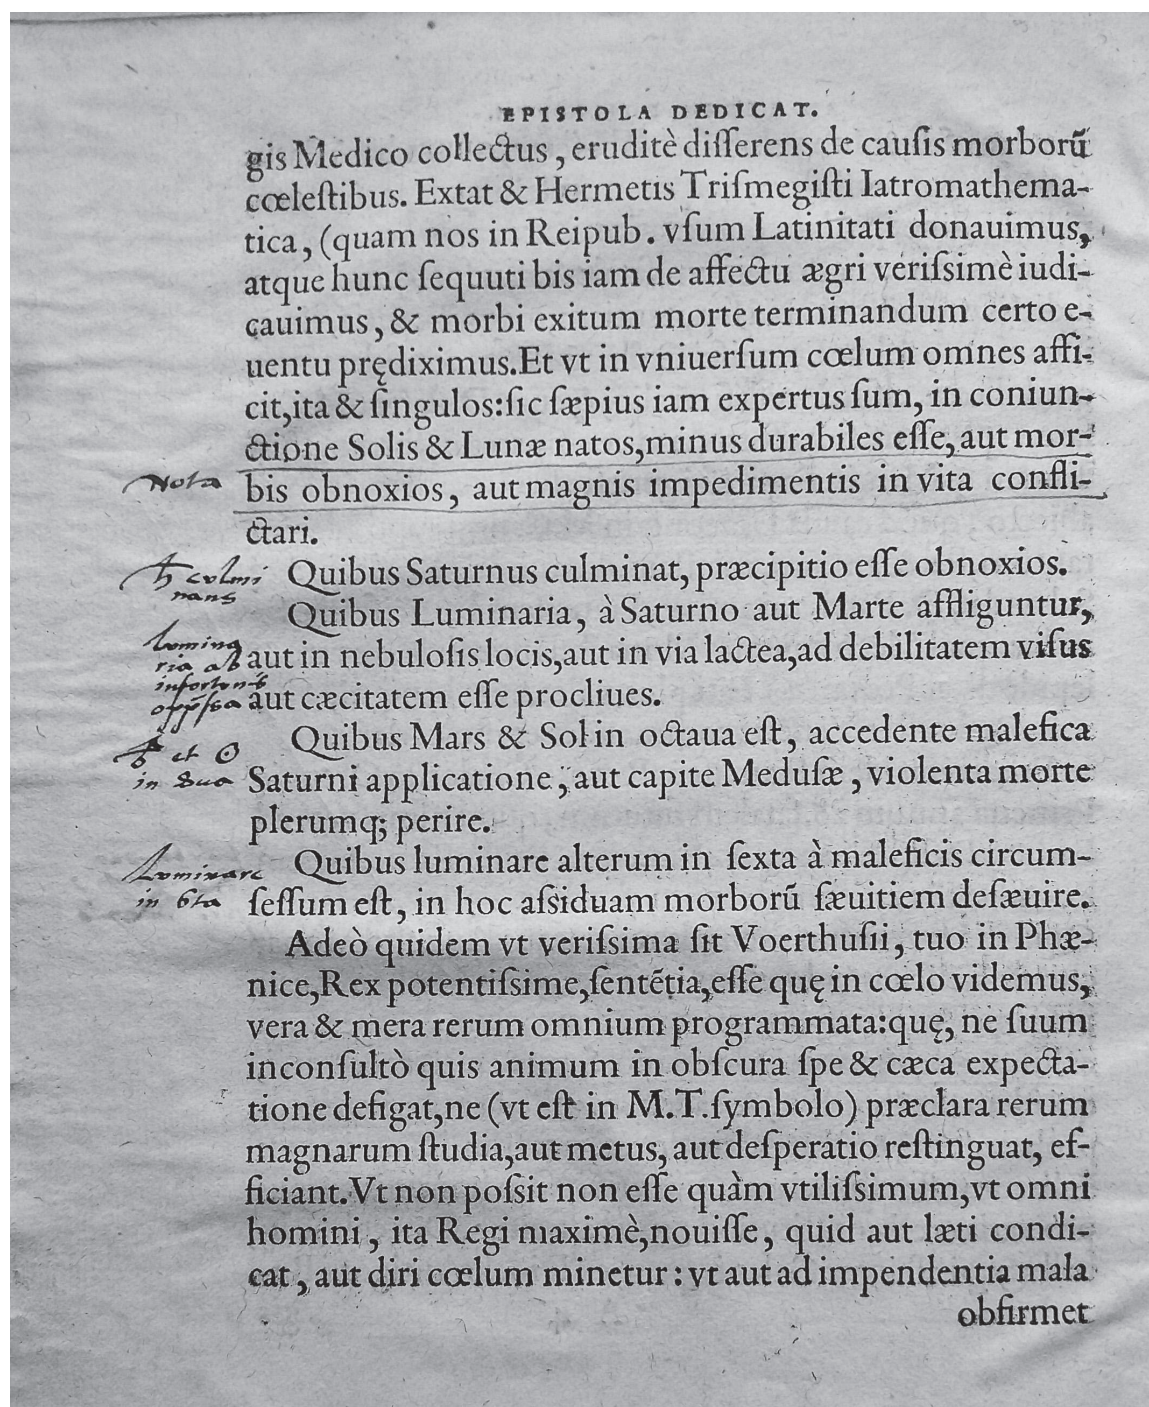 EPISTOLA DEDICAT.
gis Medico collectus, eruditè diſſerens de cauſis morborũ
cœleſtibus. Extat & Hermetis Triſmegiſti Iatromathema-
tica, (quam nos in Reipub. vſum Latinitati donauimus,
atque hunc ſequuti bis iam de affectu ægri veriſsimè iudi-
cauimus, & morbi exitum morte terminandum certo e-
uentu prędiximus. Et vt in vniuerſum cœlum omnes affi-
cit, ita & ſingulos: ſic ſæpius iam expertus ſum, in coniun-
ctione Solis & Lunæ natos, minus durabiles eſſe, aut mor-
Nota
bis obnoxios, aut magnis impedimentis in vita confli-
ctari.
♄ culmi
nans
Quibus Saturnus culminat, præcipitio eſſe obnoxios.
Quibus Luminaria, à Saturno aut Marte affliguntur,
lumina
ria ab
aut in nebuloſis locis, aut in via lactea, ad debilitatem viſus
aut cæcitatem eſſe procliues.
et ☉
in 8ua
Quibus Mars & Sol in octaua eſt, accedente malefica
Saturni applicatione, aut capite Meduſæ, violenta morte
plerumq; perire.
Luminare
in 6ta
Quibus luminare alterum in ſexta à maleficis circum-
ſeſſum eſt, in hoc aſsiduam morborũ ſæuitiem deſæuire.
Adeò quidem vt veriſsima ſit Voerthuſii, tuo in Phæ-
nice, Rex potentiſsime, ſentẽtia, eſſe quę in cœlo videmus,
vera & mera rerum omnium programmata: quę, ne ſuum
inconſultò quis animum in obſcura ſpe & cæca expecta-
tione defigat, ne (vt eſt in M.T. ſymbolo) præclara rerum
magnarum ſtudia, aut metus, aut deſperatio reſtinguat, ef-
ficiant. Vt non poſsit non eſſe quàm vtiliſsimum, vt omni
homini, ita Regi maximè, nouiſſe, quid aut læti condi-
cat, aut diri cœlum minetur: vt aut ad impendentia mala
obfirmet